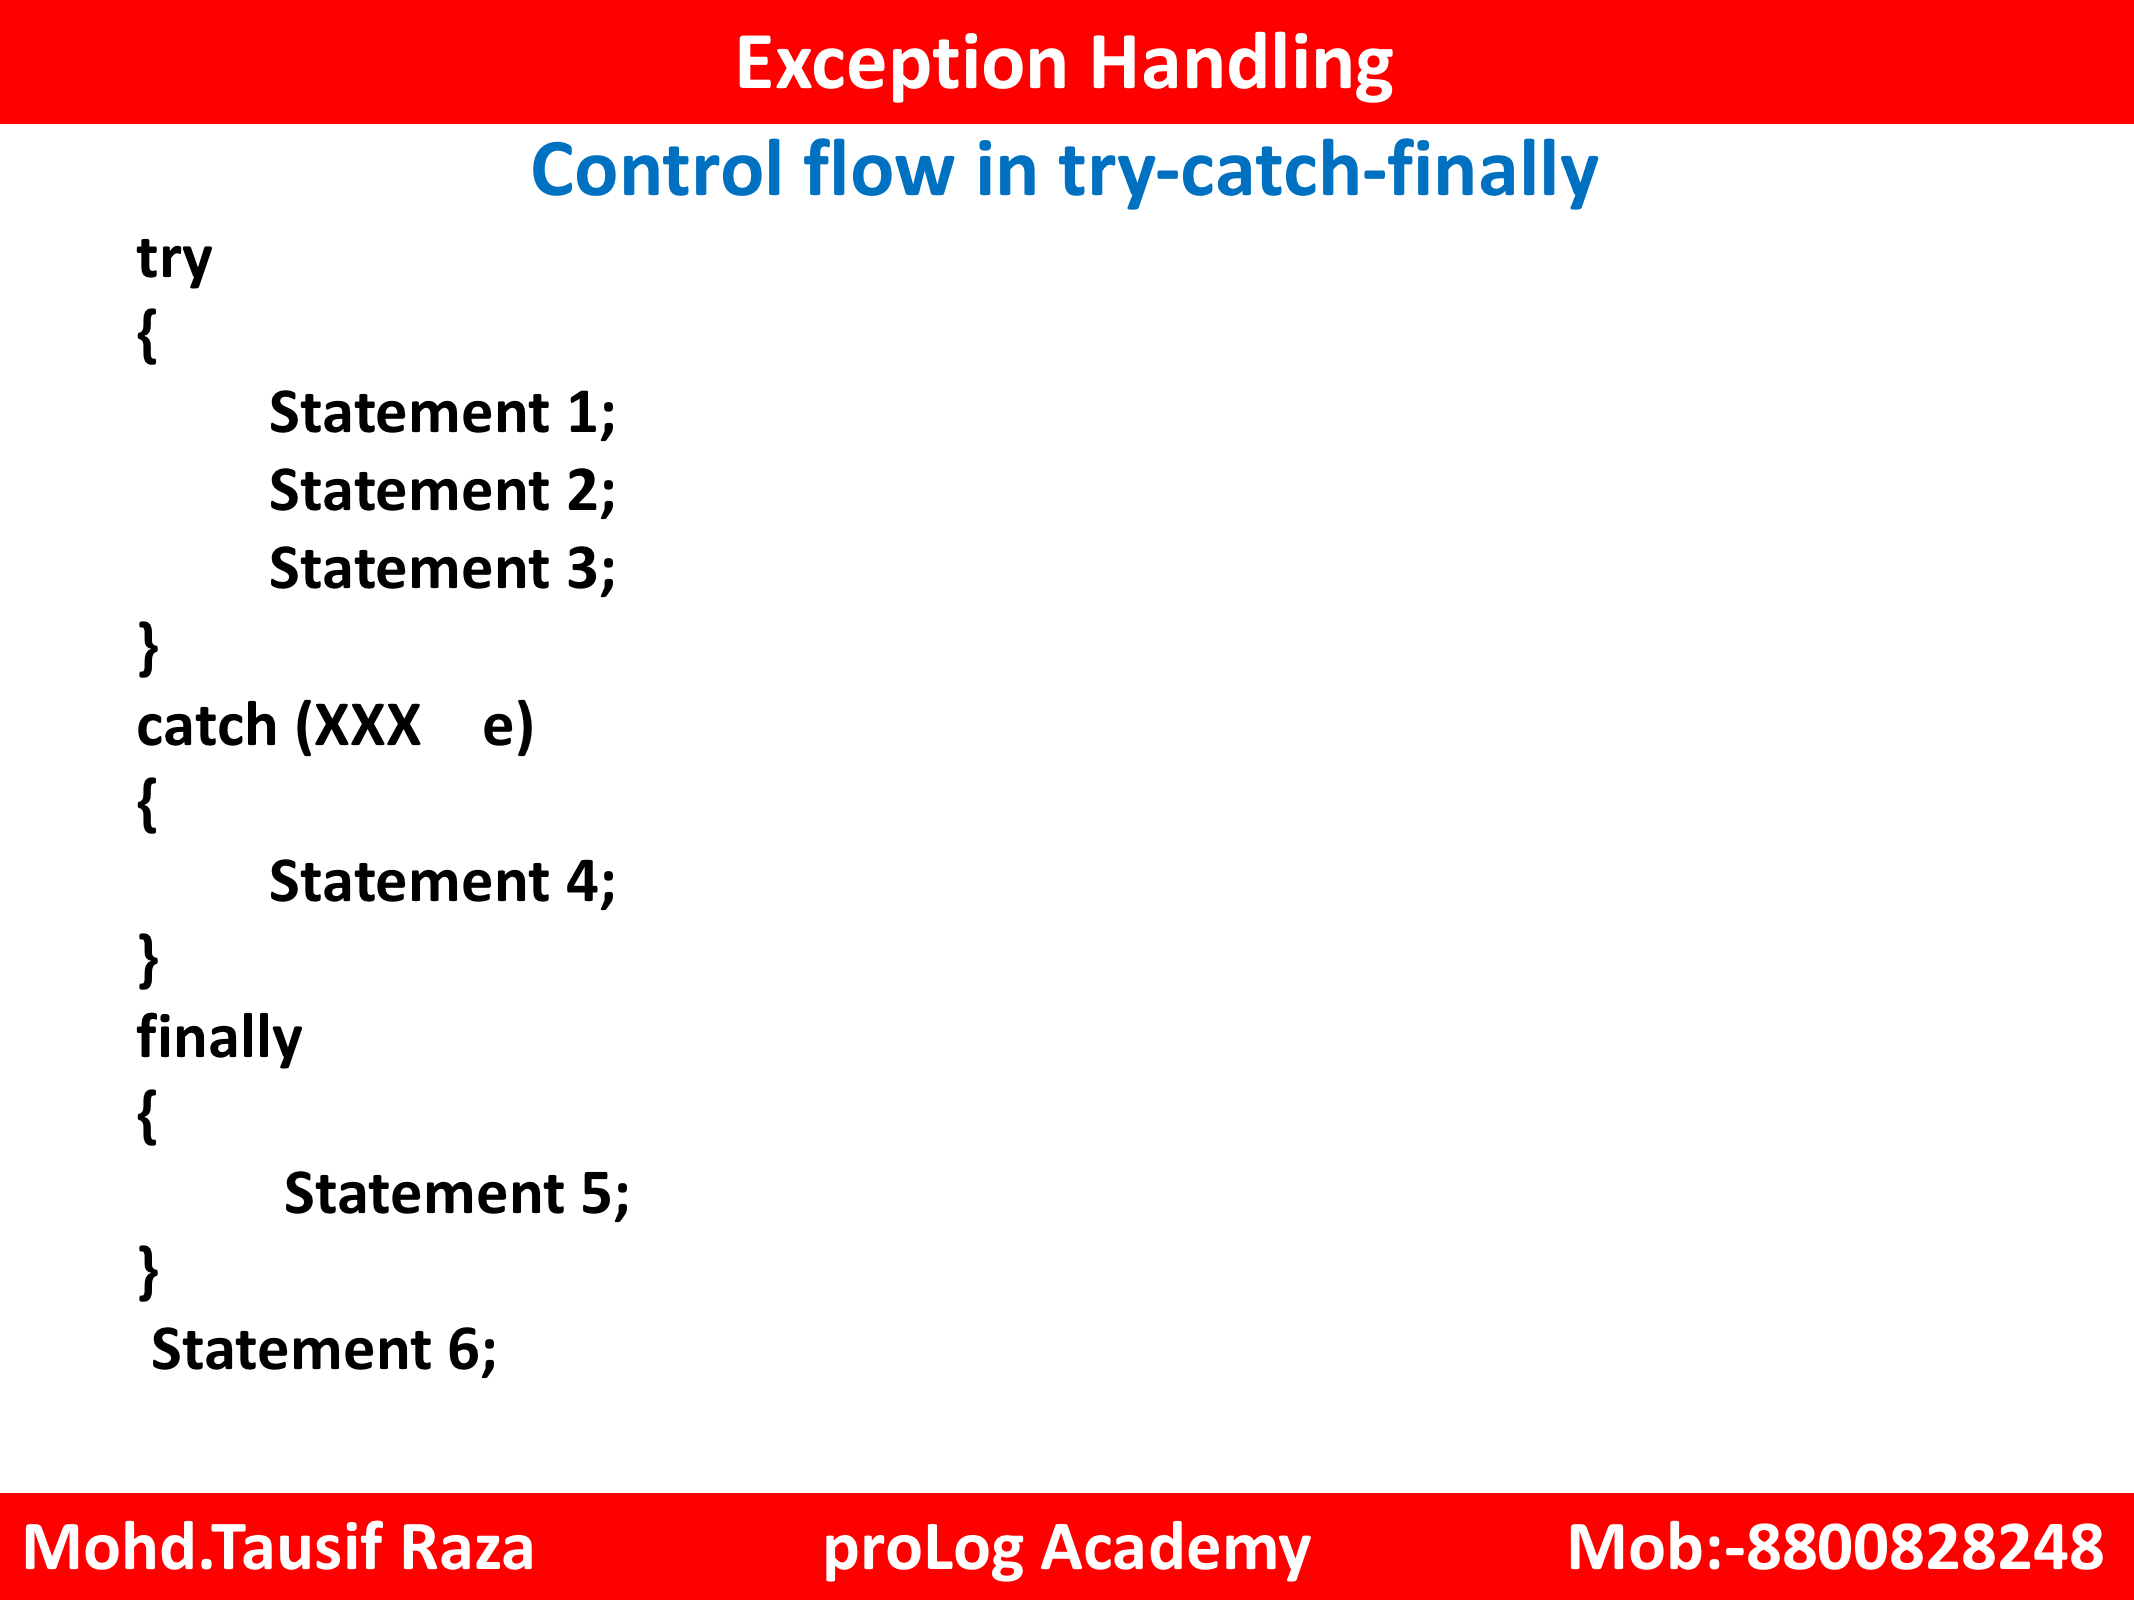 Exception Handling
Control flow in try-catch-finally
try
{
Statement 1;
Statement 2;
Statement 3;
}
catch (XXX e)
{
Statement 4;
}
finally
{
Statement 5;
}
Statement 6;
Mohd.Tausif Raza proLog Academy Mob:-8800828248